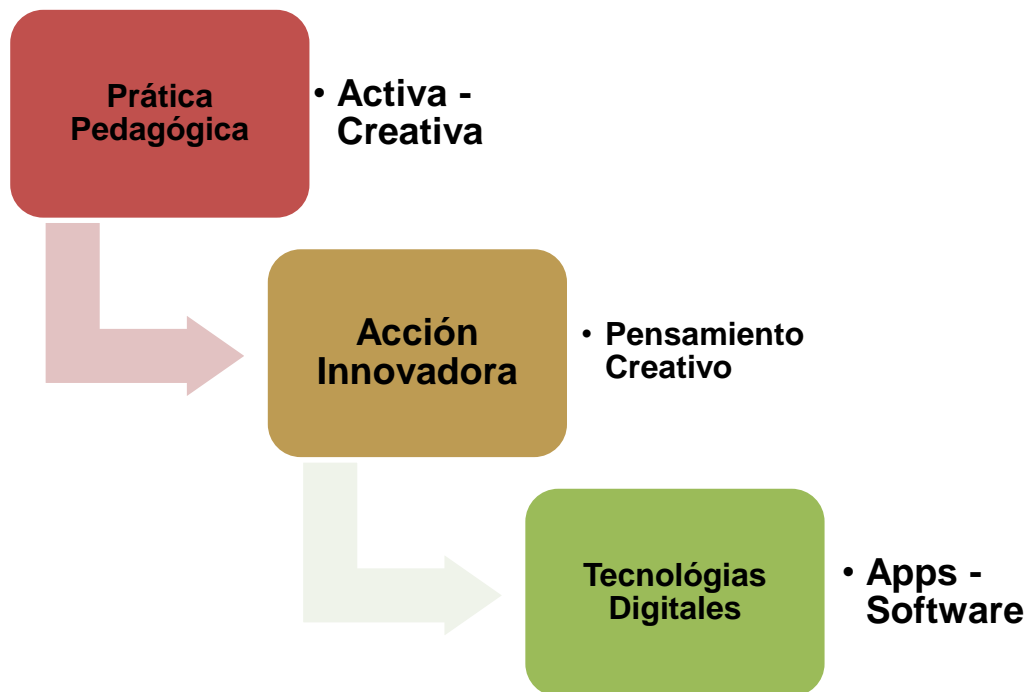 Prática
Pedagógica
• Activa -
Creativa
Acción
Innovadora
• Pensamiento
Creativo
Tecnológias
Digitales
• Apps -
Software